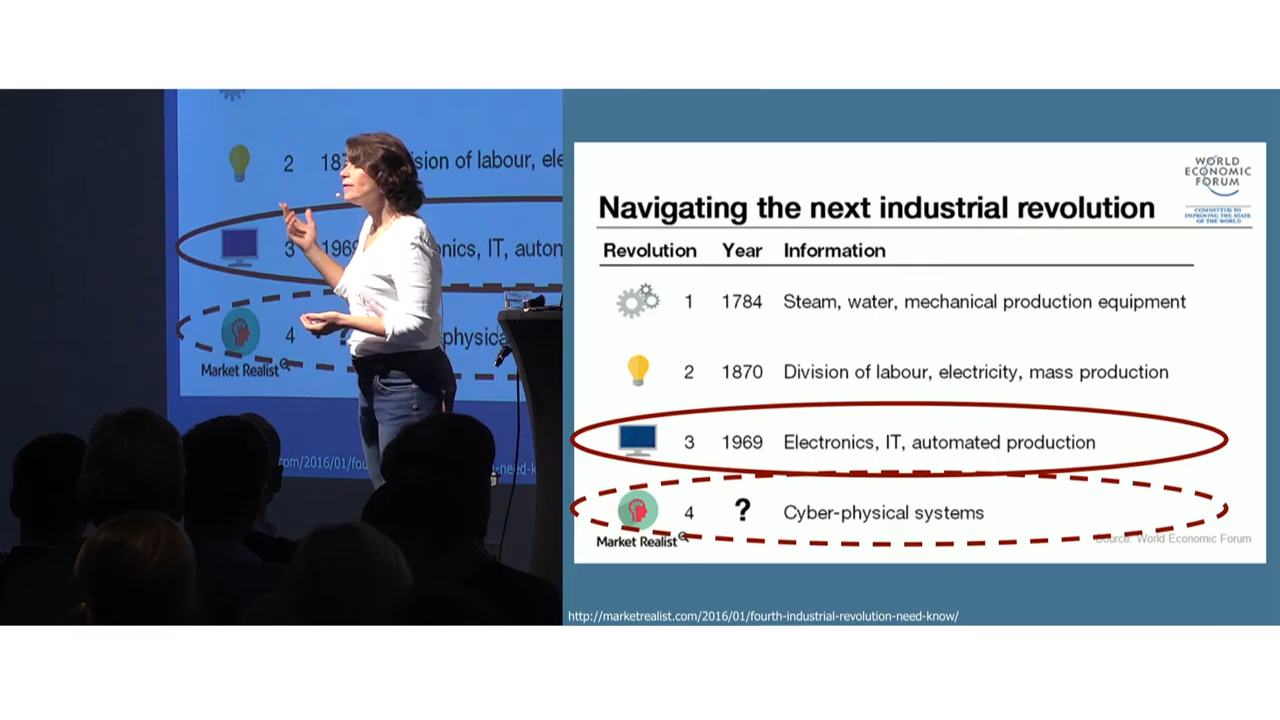 2 187 ision of labour, ele
3 1969 nics, IT, autom
4 ? physica
Market Realist
com/2016/01/fou -need-k
WORLD
ECONOMIC
FORUM
COMMITTED TO
IMPROVING THE STATE
OF THE WORLD
Navigating the next industrial revolution
Revolution Year Information
1 1784 Steam, water, mechanical production equipment
2 1870 Division of labour, electricity, mass production
3 1969 Electronics, IT, automated production
4 ? Cyber-physical systems
Market Realist
Source: World Economic Forum
http://marketrealist.com/2016/01/fourth-industrial-revolution-need-know/